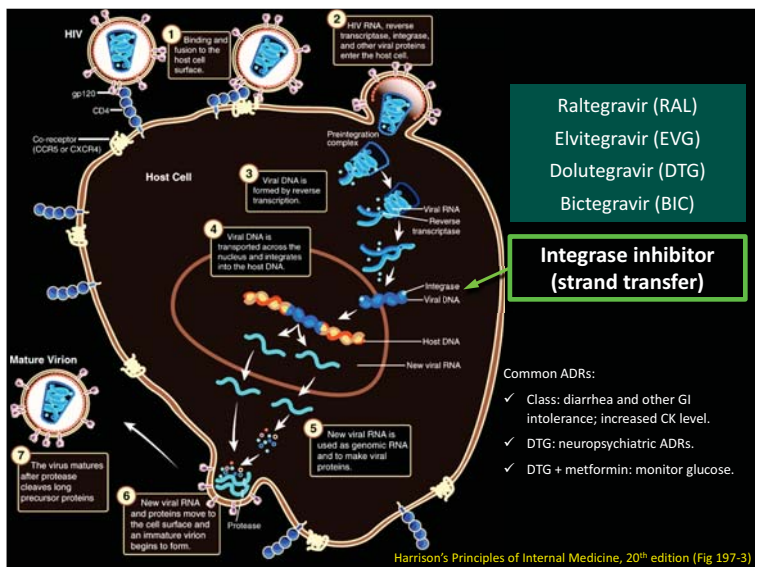 HIV
1
Binding and
fusion to the
host cell
surface.
2
HIV RNA, reverse
transcriptase, integrase,
and other viral proteins
enter the host cell.
gp120
CD4
Co-receptor
(CCR5 or CXCR4)
Host Cell
Preintegration
complex
3
Viral DNA is
formed by reverse
transcription.
Viral RNA
Reverse
transcriptase
4
Viral DNA is
transported across the
nucleus and integrates
into the host DNA.
Integrase
Viral DNA
Host DNA
New viral RNA
Mature Virion
5
New viral RNA is
used as genomic RNA
and to make viral
proteins.
7
The virus matures
after protease
cleaves long
precursor proteins
6
New viral RNA
and proteins move to
the cell surface and
an immature virion
begins to form.
Protease
Raltegravir (RAL)
Elvitegravir (EVG)
Dolutegravir (DTG)
Bictegravir (BIC)
Integrase inhibitor
(strand transfer)
Common ADRs:
✓ Class: diarrhea and other GI
intolerance; increased CK level.
✓ DTG: neuropsychiatric ADRs.
✓ DTG + metformin: monitor glucose.
Harrison's Principles of Internal Medicine, 20th edition (Fig 197-3)